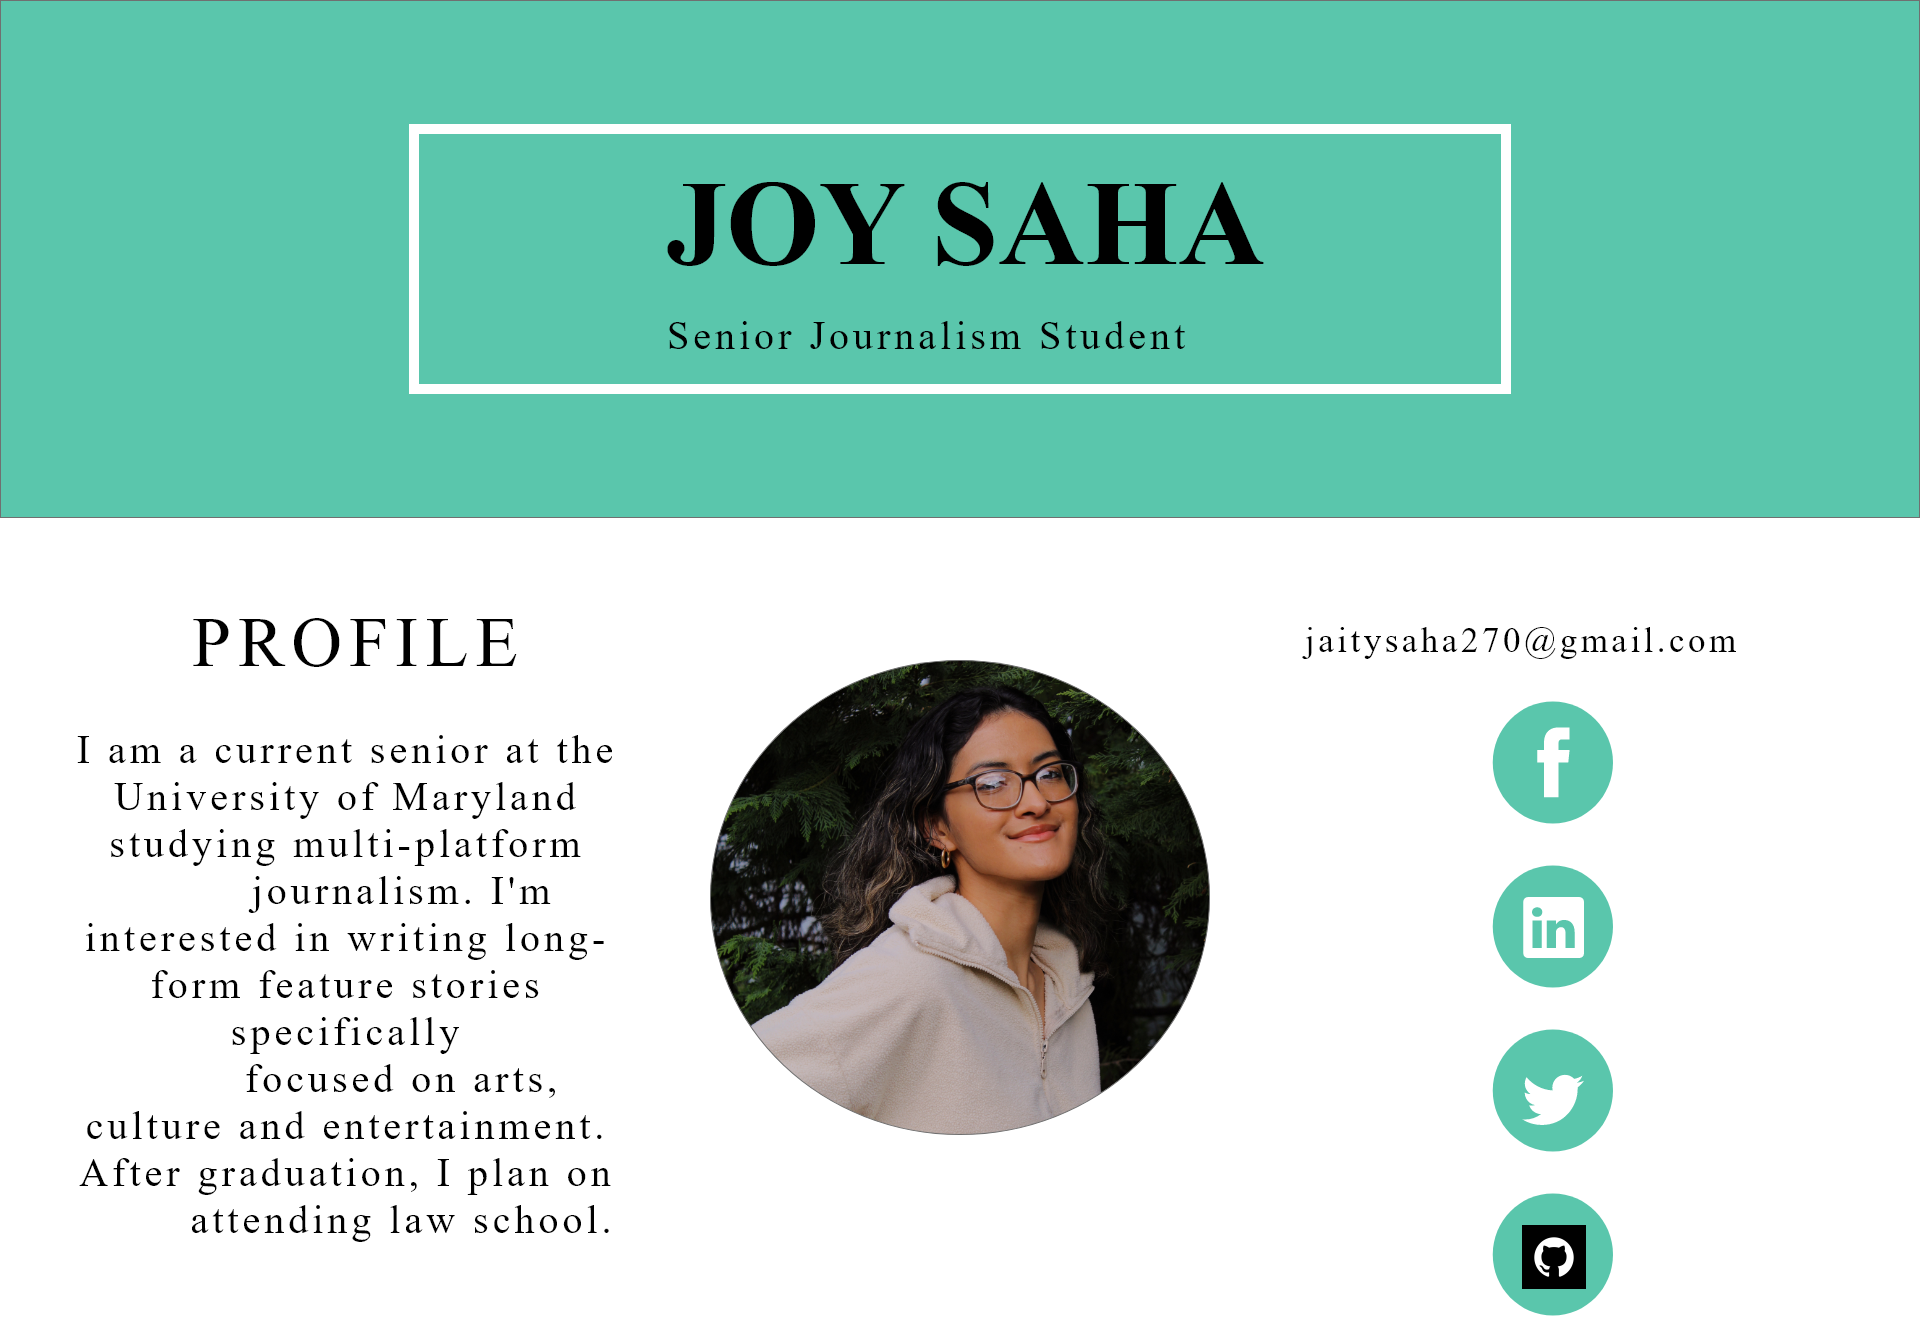 JOY SAHA
Senior Journalism Student
PROFILE
I am a current senior at the
University of Maryland
studying multi-platform
journalism. I'm
interested in writing long-
form feature stories
specifically
focused on arts,
culture and entertainment.
After graduation, I plan on
attending law school.
jaitysaha270@gmail.com
f
in